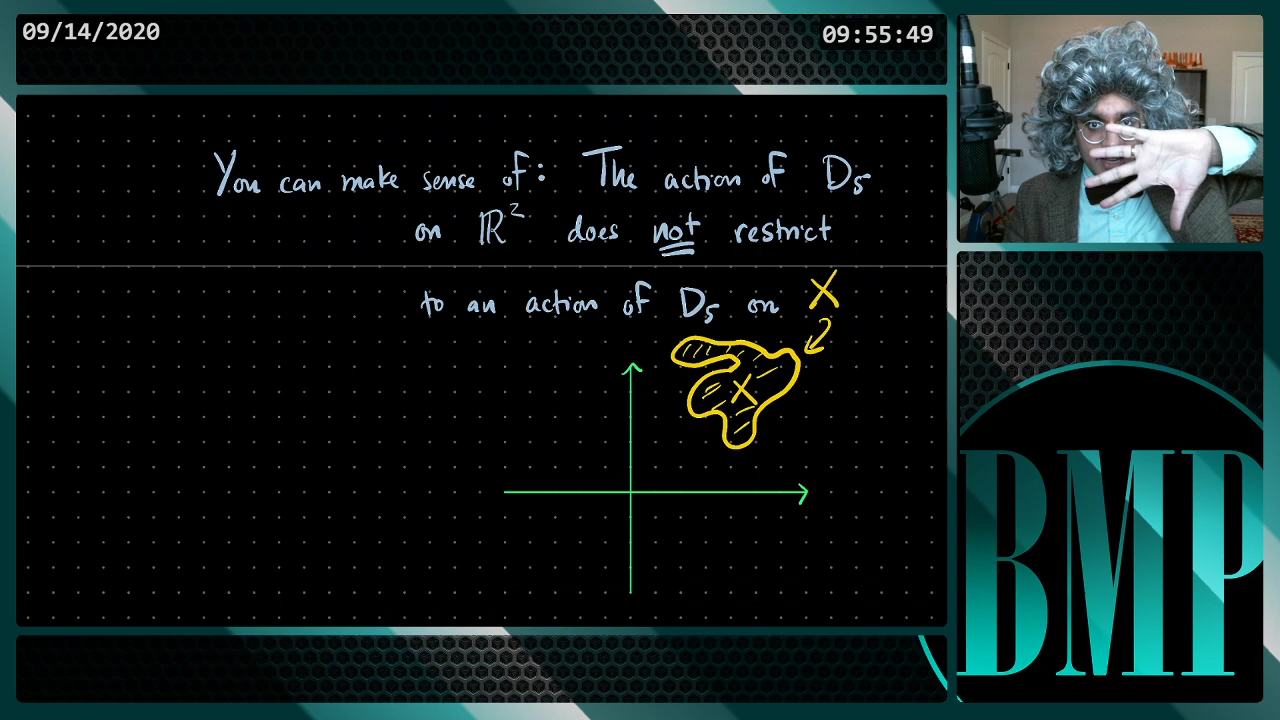 09/14/2020
09:55:49
You can make sense of: The action of D5
on ℝ² does not restrict
to an action of D5 on X
X
BMP